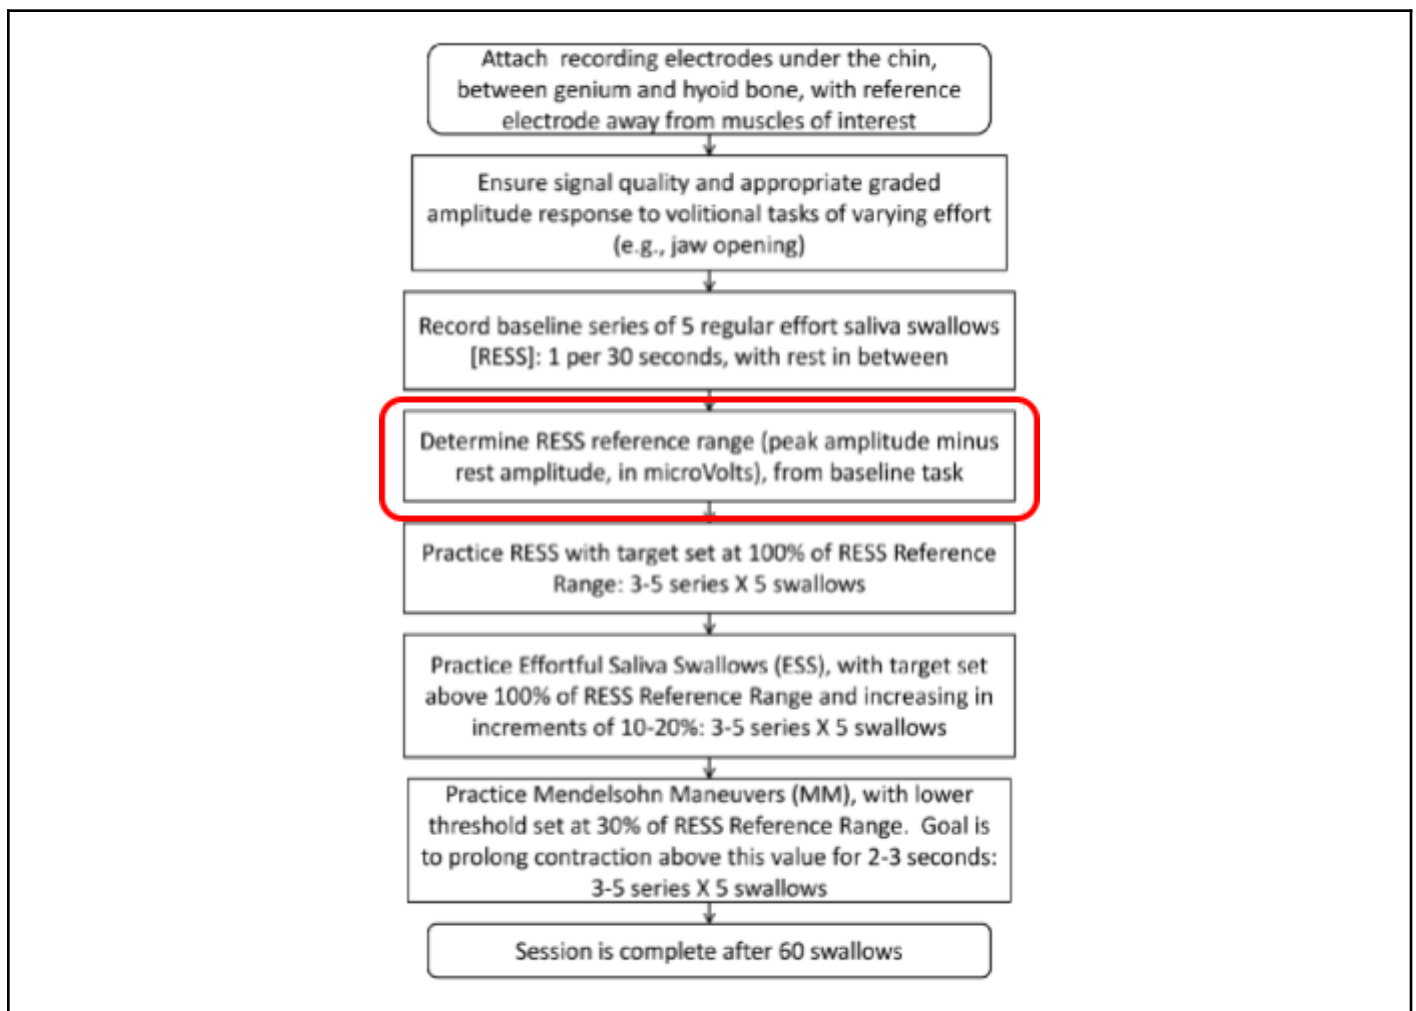 Attach recording electrodes under the chin,
between genium and hyoid bone, with reference
electrode away from muscles of interest
Ensure signal quality and appropriate graded
amplitude response to volitional tasks of varying effort
(e.g., jaw opening)
Record baseline series of 5 regular effort saliva swallows
[RESS]: 1 per 30 seconds, with rest in between
Determine RESS reference range (peak amplitude minus
rest amplitude, in microVolts), from baseline task
Practice RESS with target set at 100% of RESS Reference
Range: 3-5 series X 5 swallows
Practice Effortful Saliva Swallows (ESS), with target set
above 100% of RESS Reference Range and increasing in
increments of 10-20%: 3-5 series X 5 swallows
Practice Mendelsohn Maneuvers (MM), with lower
threshold set at 30% of RESS Reference Range. Goal is
to prolong contraction above this value for 2-3 seconds:
3-5 series X 5 swallows
Session is complete after 60 swallows